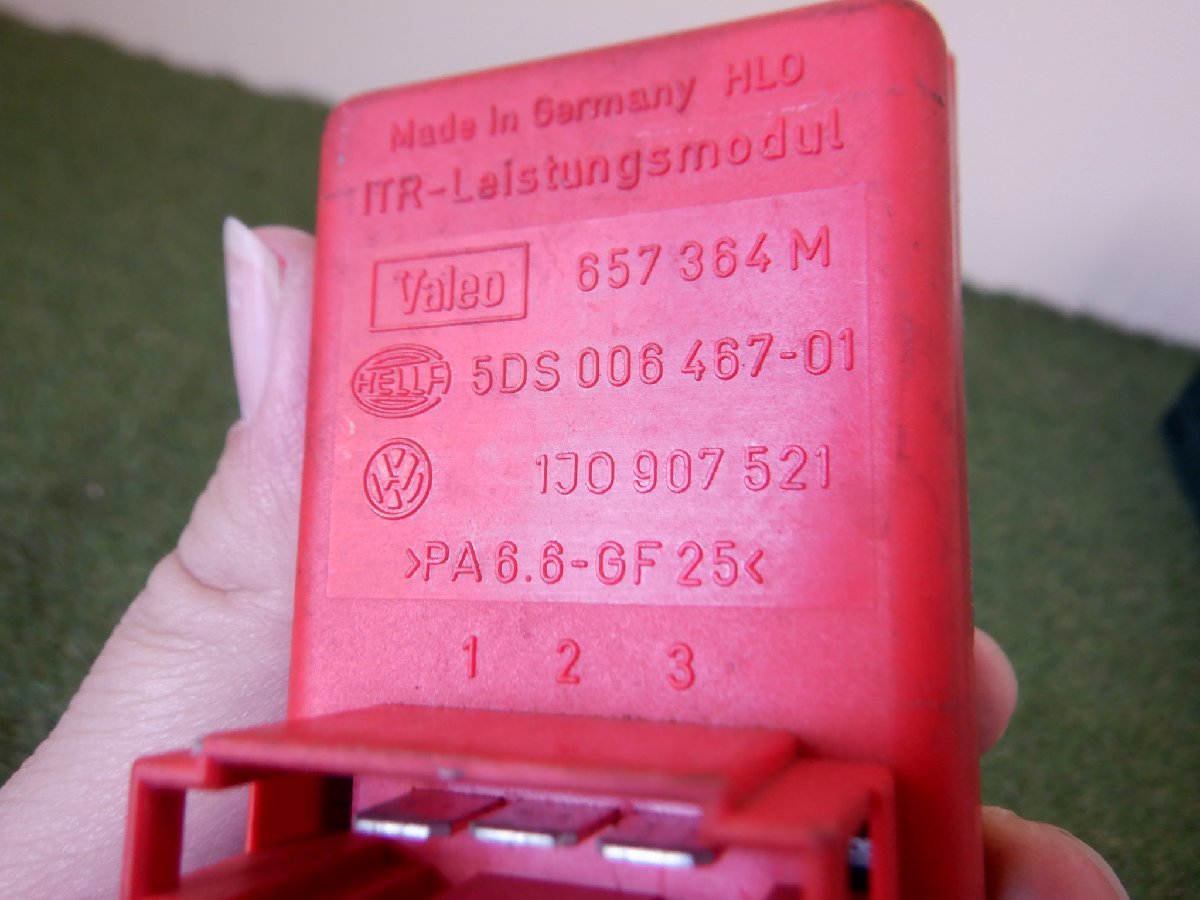 Made in Germany HLO
ITR-Leistungsmodul
Valeo 657 364 M
HELLA 5DS 006 467-01
VW 1J0 907 521
>PA 6.6-GF 25<
1 2 3